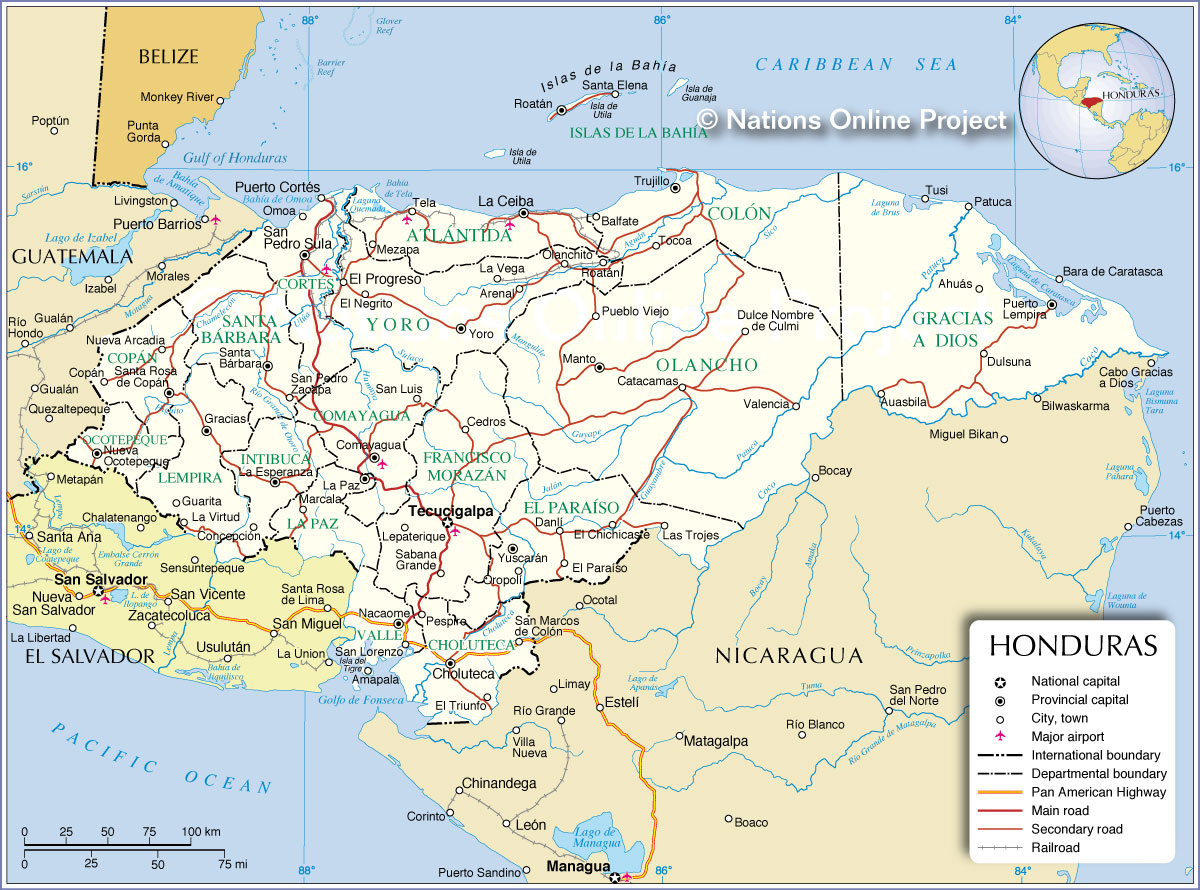 88°
86°
84°
Glover
Reef
BELIZE
Barrier
Reef
Islas de la Bahía
CARIBBEAN SEA
Santa Elena
Isla de
Guanaja
Roatán
Isla de
Utila
Monkey River
HONDURAS
© Nations Online Project
Poptún
Punta
Gorda
ISLAS DE LA BAHÍA
Gulf of Honduras
Isla de
Utila
16°
16°
Trujillo
Sarstún
Bahía
de Amatique
Puerto Cortés
Bahía de Omoa
Bahía
de Tela
Laguna
Quemada
Tela
La Ceiba
Livingston
Omoa
Puerto Barrios
San
Pedro Sula
Balfate
COLÓN
Tusi
Laguna
de Brus
Patuca
ATLÁNTIDA
Mezapa
Aguán
Tocoa
Sico
Lago de Izabel
GUATEMALA
Olanchito
Roatán
La Vega
Morales
Izabel
CORTÉS
El Progreso
Arenal
Patuca
Laguna de Caratasca
Bara de Caratasca
Ahuás
Motagua
El Negrito
Puerto
Lempira
Río
Hondo
Gualán
Chamelecón
Ulúa
YORO
Yoro
Pueblo Viejo
Dulce Nombre
de Culmi
GRACIAS
A DIOS
SANTA
BÁRBARA
Nueva Arcadia
Mongulile
COPÁN
Santa
Bárbara
Sulaco
Manto
OLANCHO
Dulsuna
Coco
Copán
Santa Rosa
de Copán
San Pedro
Zacapa
Humuya
San Luis
Catacamas
Cabo Gracias
a Dios
Gualán
Quezaltepeque
Gracias
Río Grande de Otoro
COMAYAGUA
Cedros
Valencia
Auasbila
Bilwaskarma
Laguna
Bismuna
Tara
Guyape
Miguel Bikan
OCOTEPEQUE
Nueva
Ocotepeque
Comayagua
FRANCISCO
MORAZÁN
Patuca
INTIBUCA
La Esperanza
LEMPIRA
La Paz
Guayambre
Coco
Bocay
Laguna
Páhara
Metapán
Jalán
Guarita
Marcala
Tecucigalpa
EL PARAÍSO
Puerto
Cabezas
Chalatenango
La Virtud
LA PAZ
Danlí
14°
14°
Santa Ana
Lepaterique
El Chichicaste
Las Trojes
Concepción
Lago de
Coatepeque
Embalse Cerrón
Grande
Sabana
Grande
Yuscarán
Kukalaya
Sensuntepeque
El Paraíso
Oropolí
San Salvador
Bocay
Nueva
San Salvador
L. de
Ilopango
San Vicente
Santa Rosa
de Lima
Ocotal
Laguna de
Wounta
Zacatecoluca
Nacaome
Pespire
Choluteca
San Marcos
de Colón
San Miguel
La Libertad
Lempa
Usulután
VALLE
CHOLUTECA
EL SALVADOR
La Union
San Lorenzo
Isla del
Tigre
Amapala
Bahía de
Jiquilisco
Choluteca
NICARAGUA
Prinzapolka
Golfo de Fonseca
El Triunfo
Limay
Lago de
Apanás
Tuma
San Pedro
del Norte
Estelí
Río Grande
Río Blanco
Río Grande de Matagalpa
PACIFIC OCEAN
Villa
Nueva
Matagalpa
Chinandega
Corinto
León
Boaco
Lago de
Managua
Managua
Puerto Sandino
HONDURAS
National capital
Provincial capital
City, town
Major airport
International boundary
Departmental boundary
Pan American Highway
Main road
Secondary road
Railroad
0 25 50 75 100 km
0 25 50 75 mi
88°
86°
84°